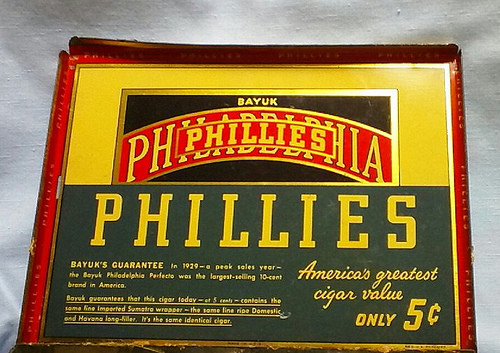 PHILLIES
BAYUK
PHILADELPHIA
PHILLIES
PHILLIES
BAYUK'S GUARANTEE In 1929—a peak sales year—
the Bayuk Philadelphia Perfecto was the largest-selling 10-cent
brand in America.
Bayuk guarantees that this cigar today—at 5 cents—contains the
same fine Imported Sumatra wrapper—the same fine ripe Domestic
and Havana long-filler. It's the same identical cigar.
America's greatest
cigar value
ONLY 5¢